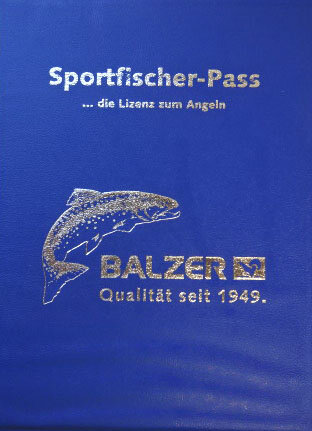 Sportfischer-Pass
... die Lizenz zum Angeln
BALZER
Qualität seit 1949.